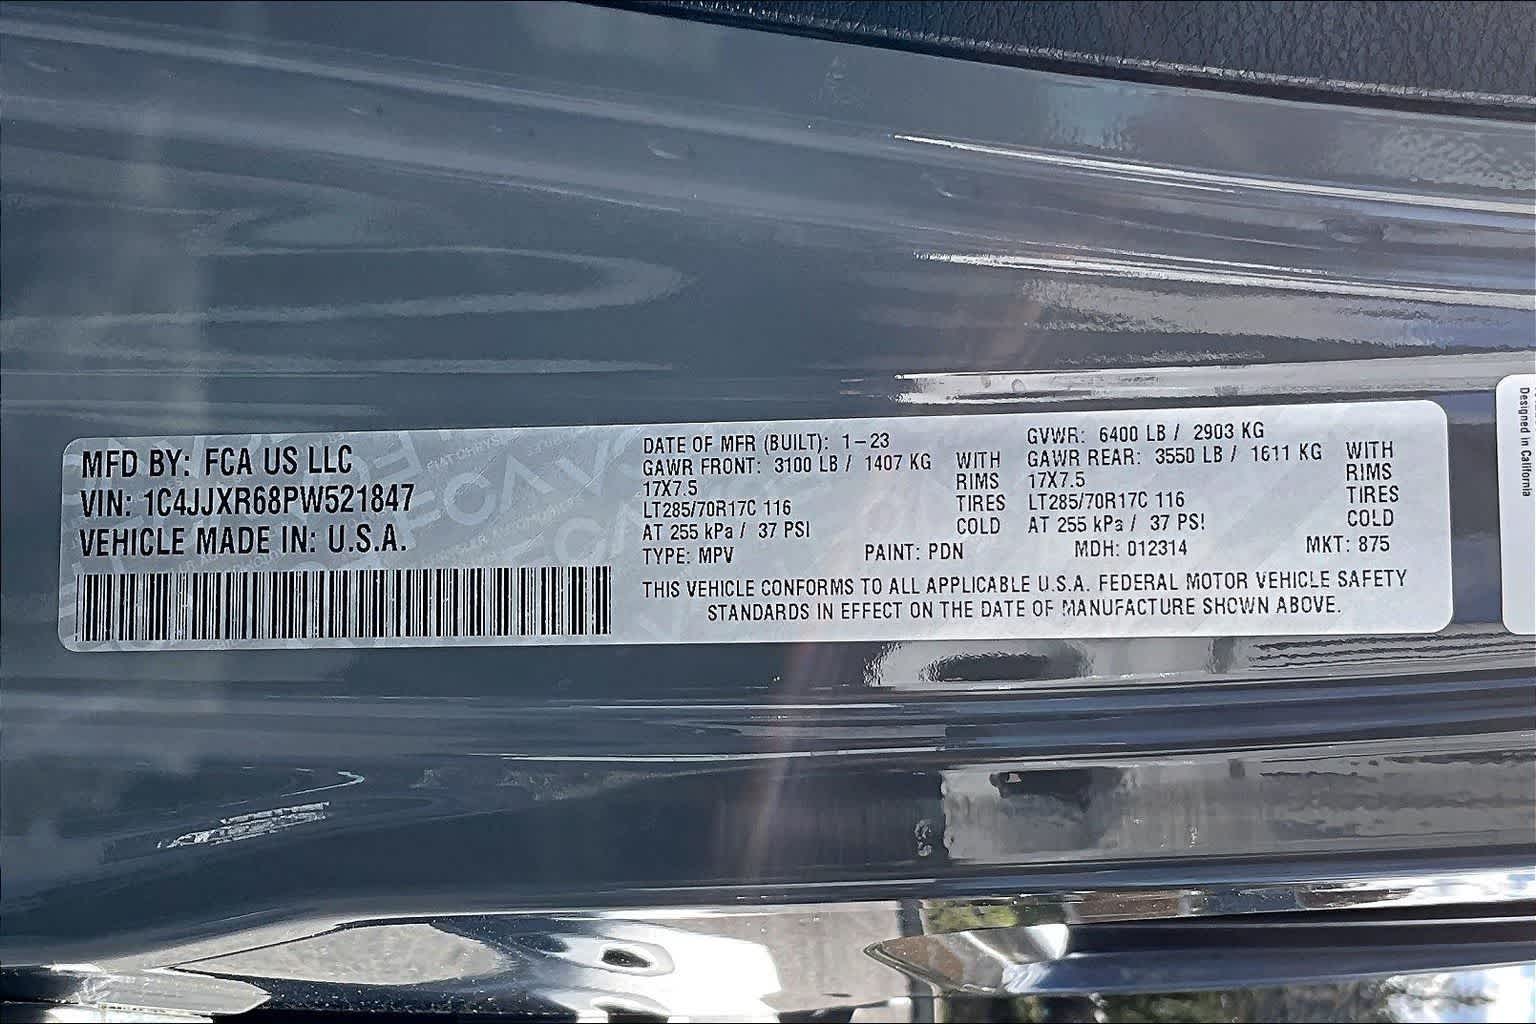 MFD BY: FCA US LLC
VIN: 1C4JJXR68PW521847
VEHICLE MADE IN: U.S.A.
DATE OF MFR (BUILT): 1-23
GAWR FRONT: 3100 LB / 1407 KG WITH
17X7.5 RIMS
LT285/70R17C 116 TIRES
AT 255 kPa / 37 PSI COLD
GVWR: 6400 LB / 2903 KG
GAWR REAR: 3550 LB / 1611 KG WITH
17X7.5 RIMS
LT285/70R17C 116 TIRES
AT 255 kPa / 37 PSI COLD
TYPE: MPV PAINT: PDN MDH: 012314 MKT: 875
THIS VEHICLE CONFORMS TO ALL APPLICABLE U.S.A. FEDERAL MOTOR VEHICLE SAFETY
STANDARDS IN EFFECT ON THE DATE OF MANUFACTURE SHOWN ABOVE.
Designed in California